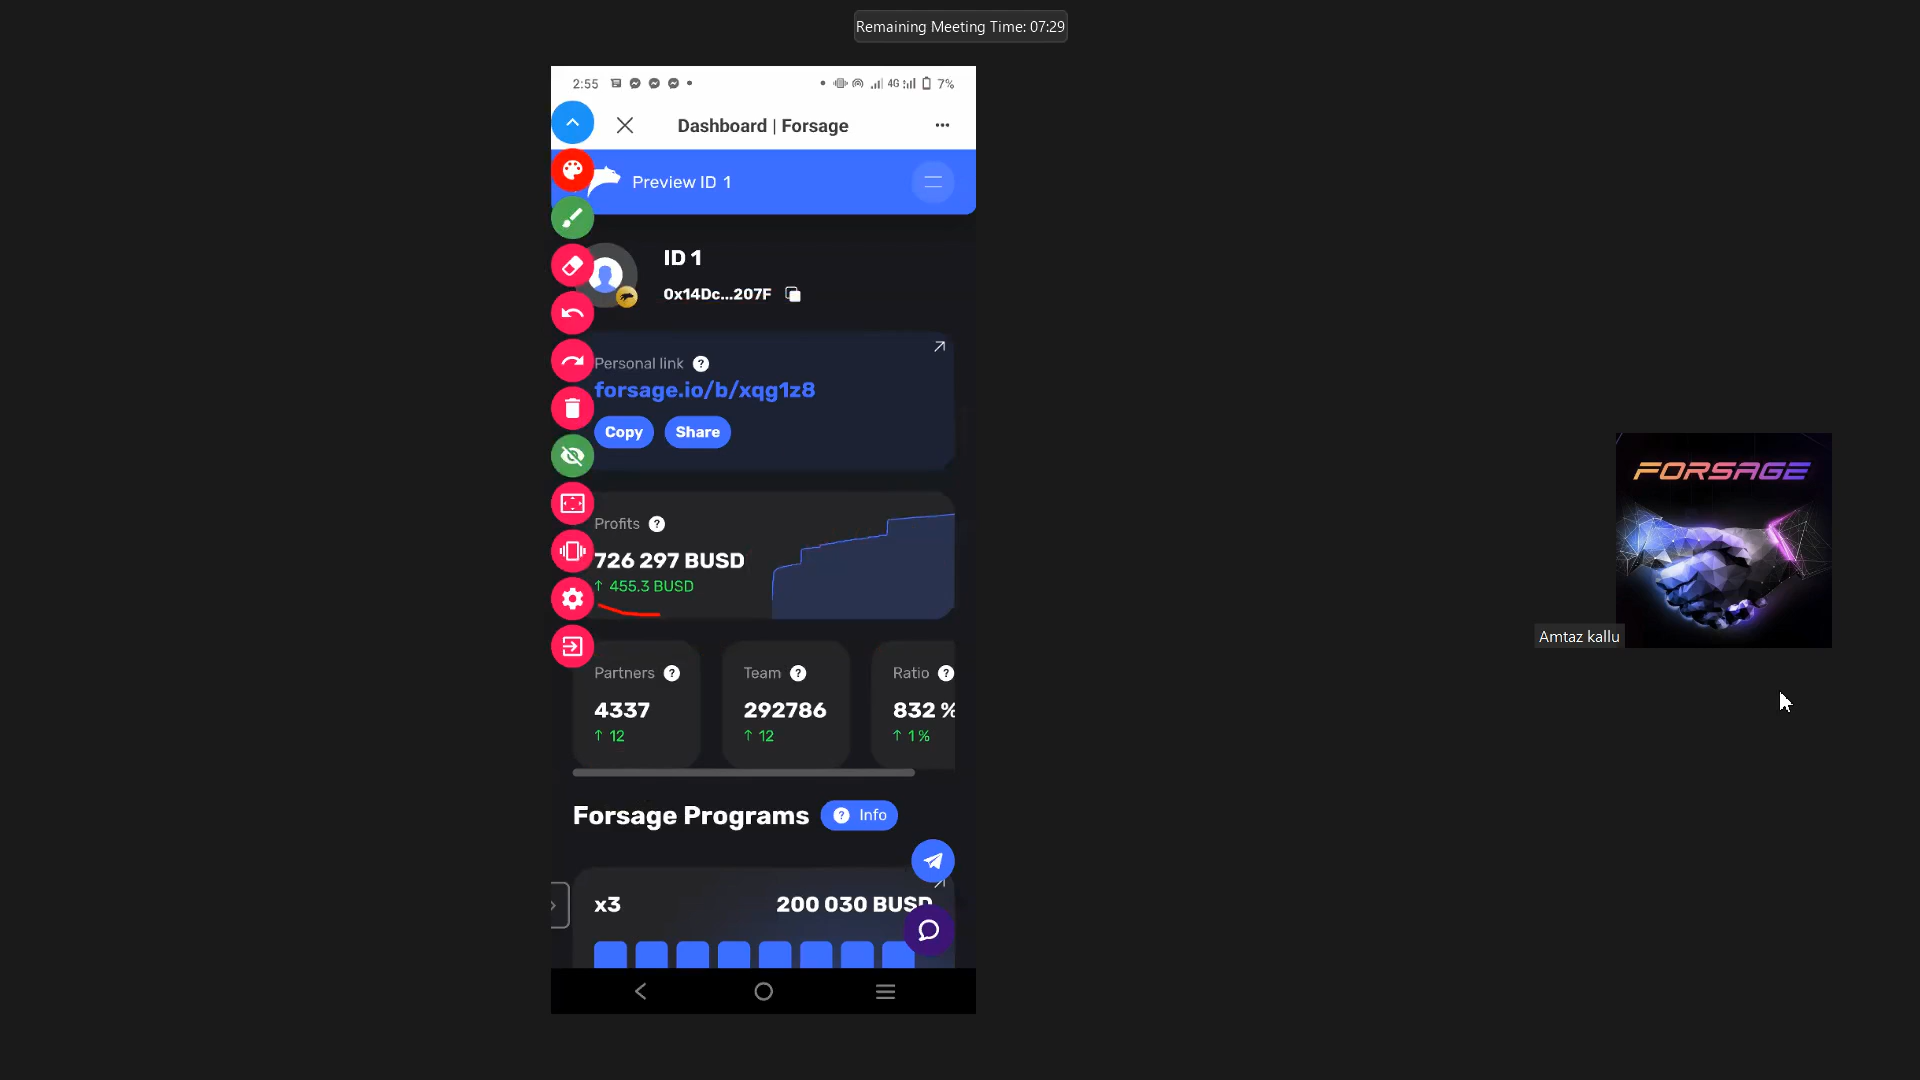 Remaining Meeting Time: 07:29
2:55
4G
7%
Dashboard | Forsage
Preview ID 1
ID 1
0x14Dc...207F
Personal link ?
forsage.io/b/xqg1z8
Copy
Share
Profits ?
726 297 BUSD
↑ 455.3 BUSD
Partners ?
4337
↑ 12
Team ?
292786
↑ 12
Ratio ?
832 %
↑ 1%
Forsage Programs
? Info
x3
200 030 BUSD
FORSAGE
Amtaz kallu